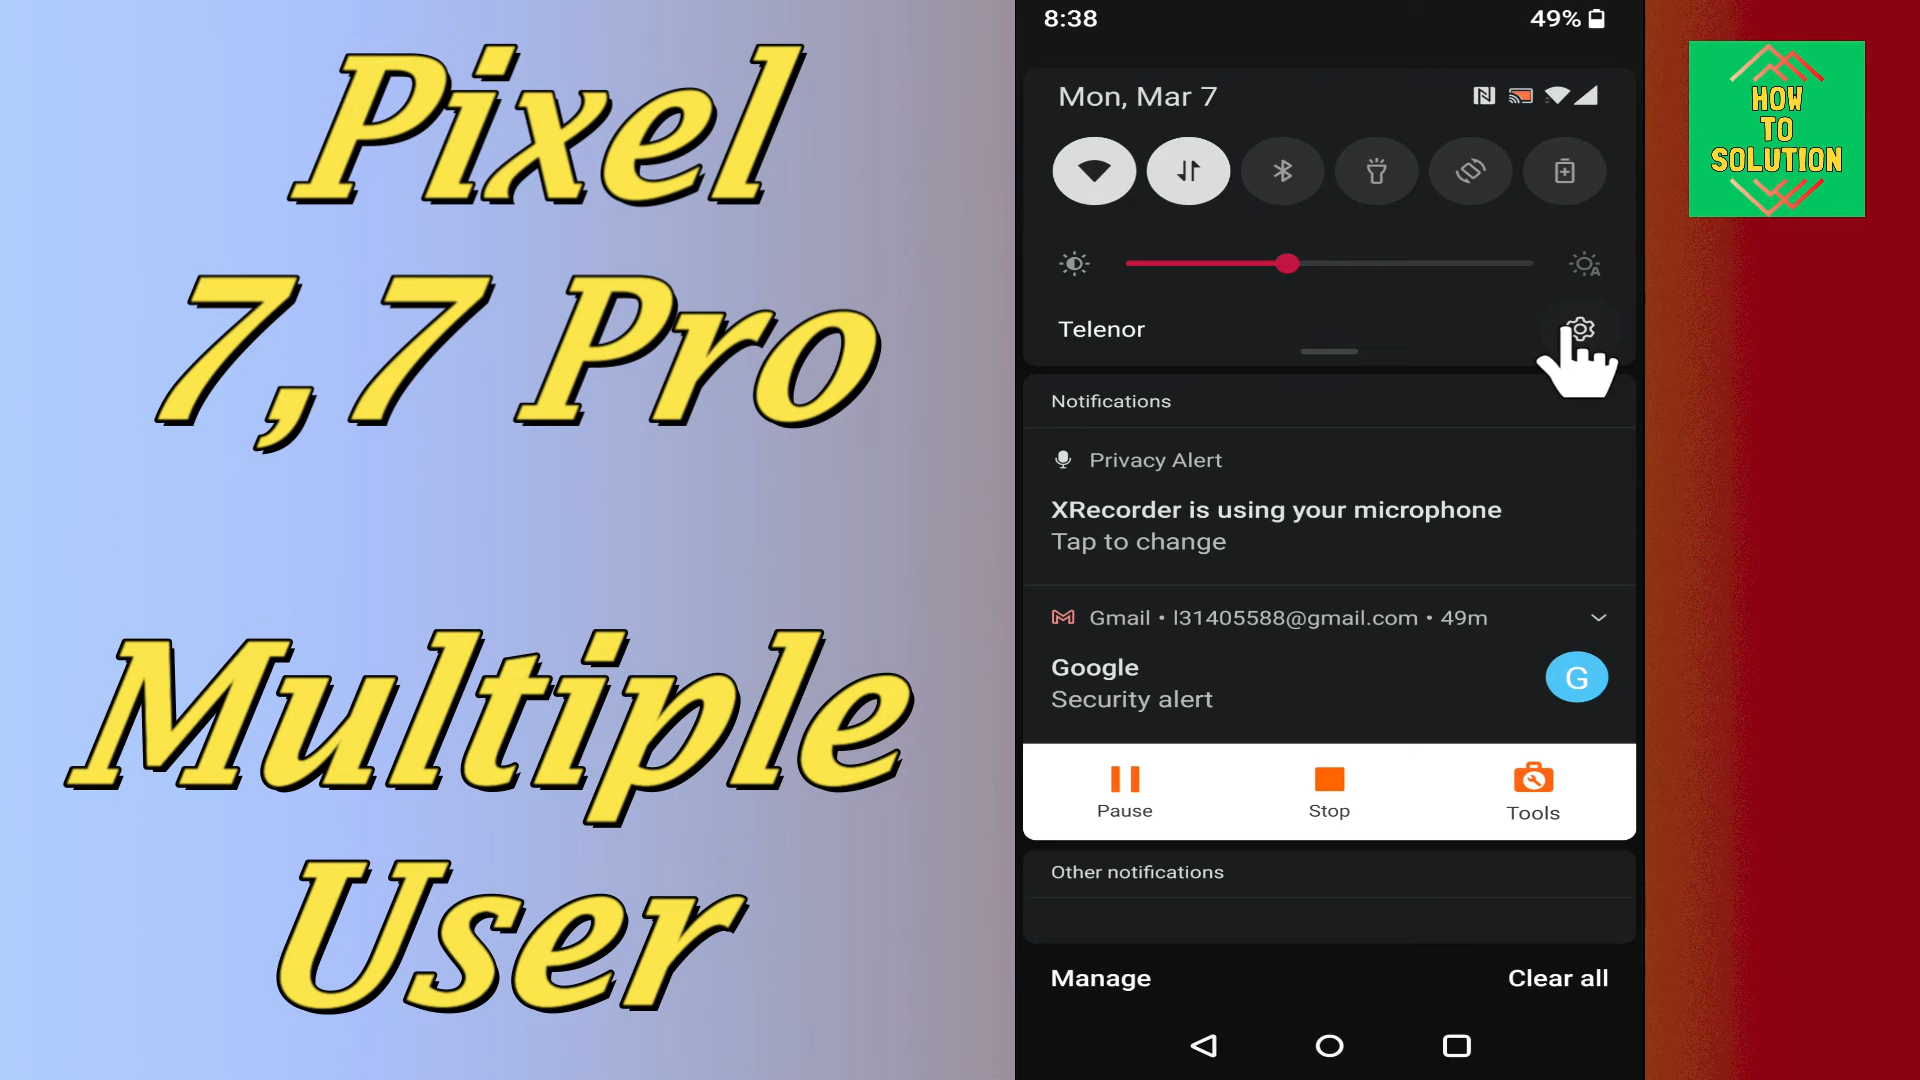 Pixel
7,7 Pro
Multiple
User
8:38
49%
Mon, Mar 7
Telenor
Notifications
Privacy Alert
XRecorder is using your microphone
Tap to change
Gmail • l31405588@gmail.com • 49m
Google
Security alert
G
Pause
Stop
Tools
Other notifications
Manage
Clear all
HOW
TO
SOLUTION